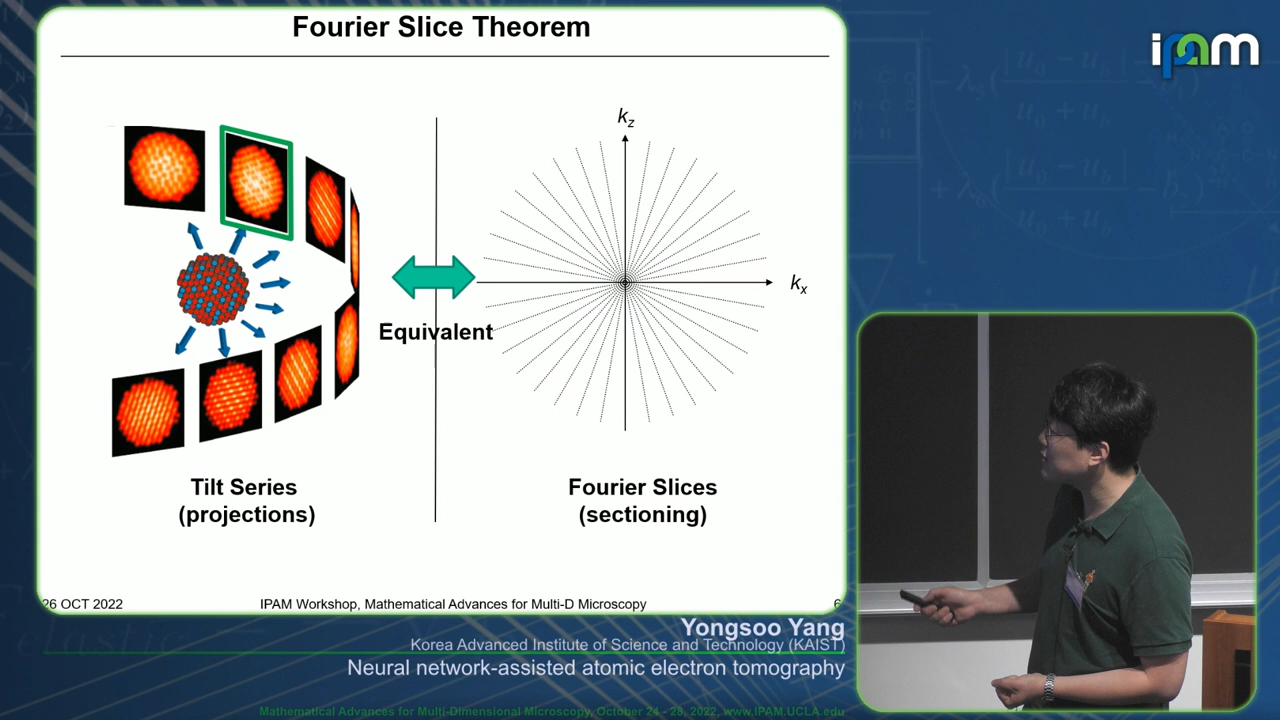 Fourier Slice Theorem
ipam
k_z
k_x
Equivalent
Tilt Series
(projections)
Fourier Slices
(sectioning)
26 OCT 2022
IPAM Workshop, Mathematical Advances for Multi-D Microscopy
6
Yongsoo Yang
Korea Advanced Institute of Science and Technology (KAIST)
Neural network-assisted atomic electron tomography
Mathematical Advances for Multi-Dimensional Microscopy, October 24 - 28, 2022, www.IPAM.UCLA.edu